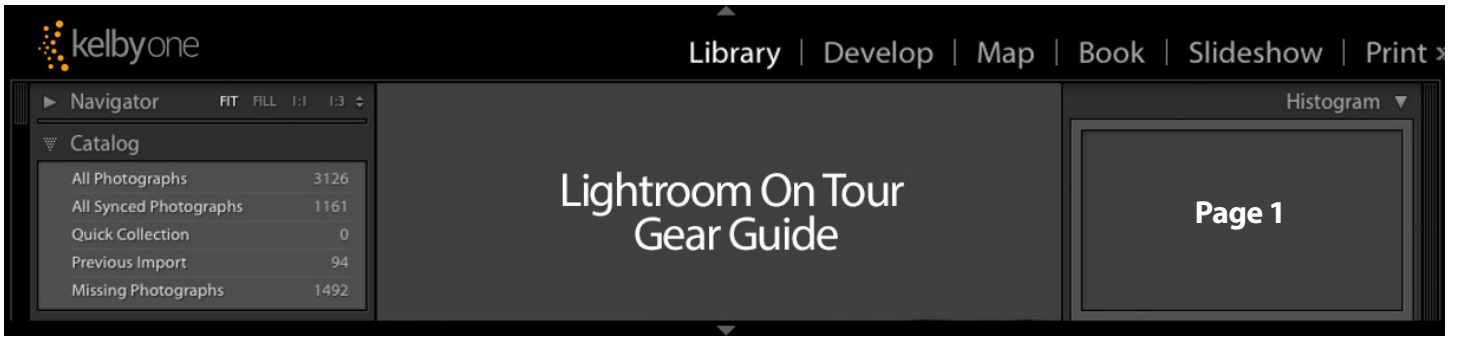 kelbyone
Library | Develop | Map | Book | Slideshow | Print »
Navigator FIT FILL 1:1 1:3
Histogram
Catalog
All Photographs 3126
All Synced Photographs 1161
Quick Collection 0
Previous Import 94
Missing Photographs 1492
Lightroom On Tour
Gear Guide
Page 1